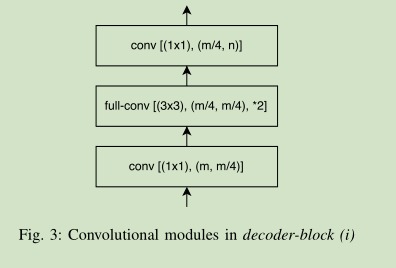 conv [(1x1), (m/4, n)]
full-conv [(3x3), (m/4, m/4), *2]
conv [(1x1), (m, m/4)]
Fig. 3: Convolutional modules in decoder-block (i)